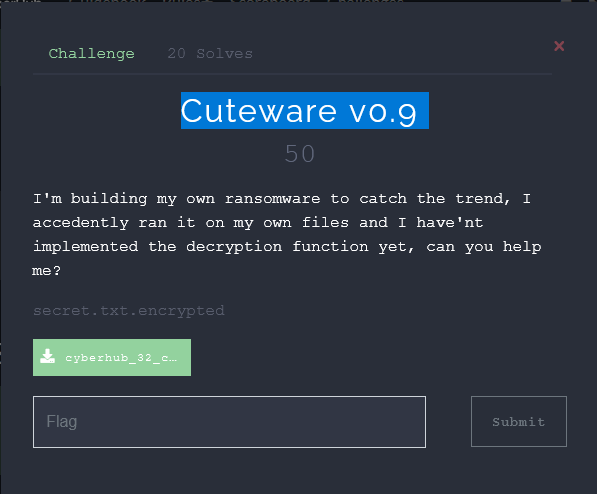 Challenge
20 Solves
×
Cuteware v0.9
50
I'm building my own ransomware to catch the trend, I
accedently ran it on my own files and I have'nt
implemented the decryption function yet, can you help
me?
secret.txt.encrypted
cyberhub_32_c…
Flag
Submit